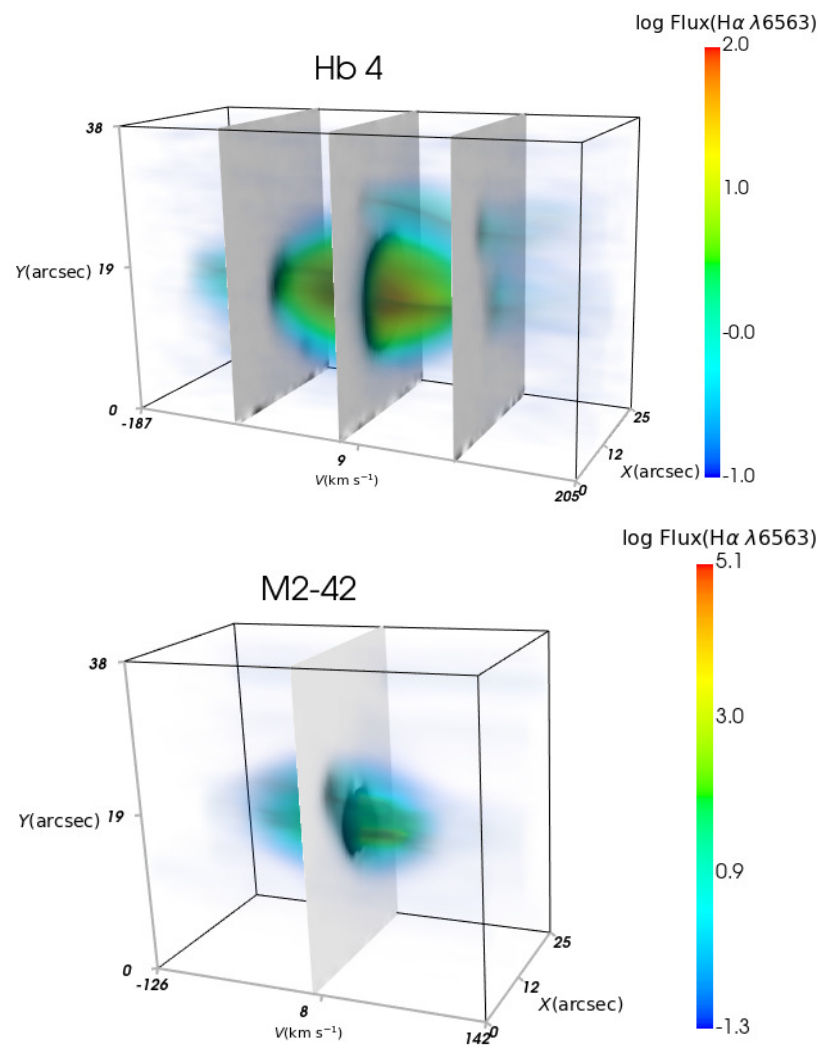 log Flux(Hα λ6563)
2.0
1.0
-0.0
-1.0
Hb 4
38
Y(arcsec) 19
0
-187
9
V(km s⁻¹)
205
0
12
25
X(arcsec)
log Flux(Hα λ6563)
5.1
3.0
0.9
-1.3
M2-42
38
Y(arcsec) 19
0
-126
8
V(km s⁻¹)
142
0
12
25
X(arcsec)